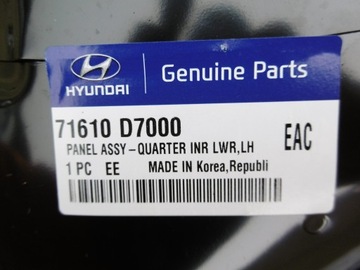 HYUNDAI
Genuine Parts
71610 D7000
PANEL ASSY-QUARTER INR LWR,LH
EAC
1 PC EE MADE IN Korea,Republi